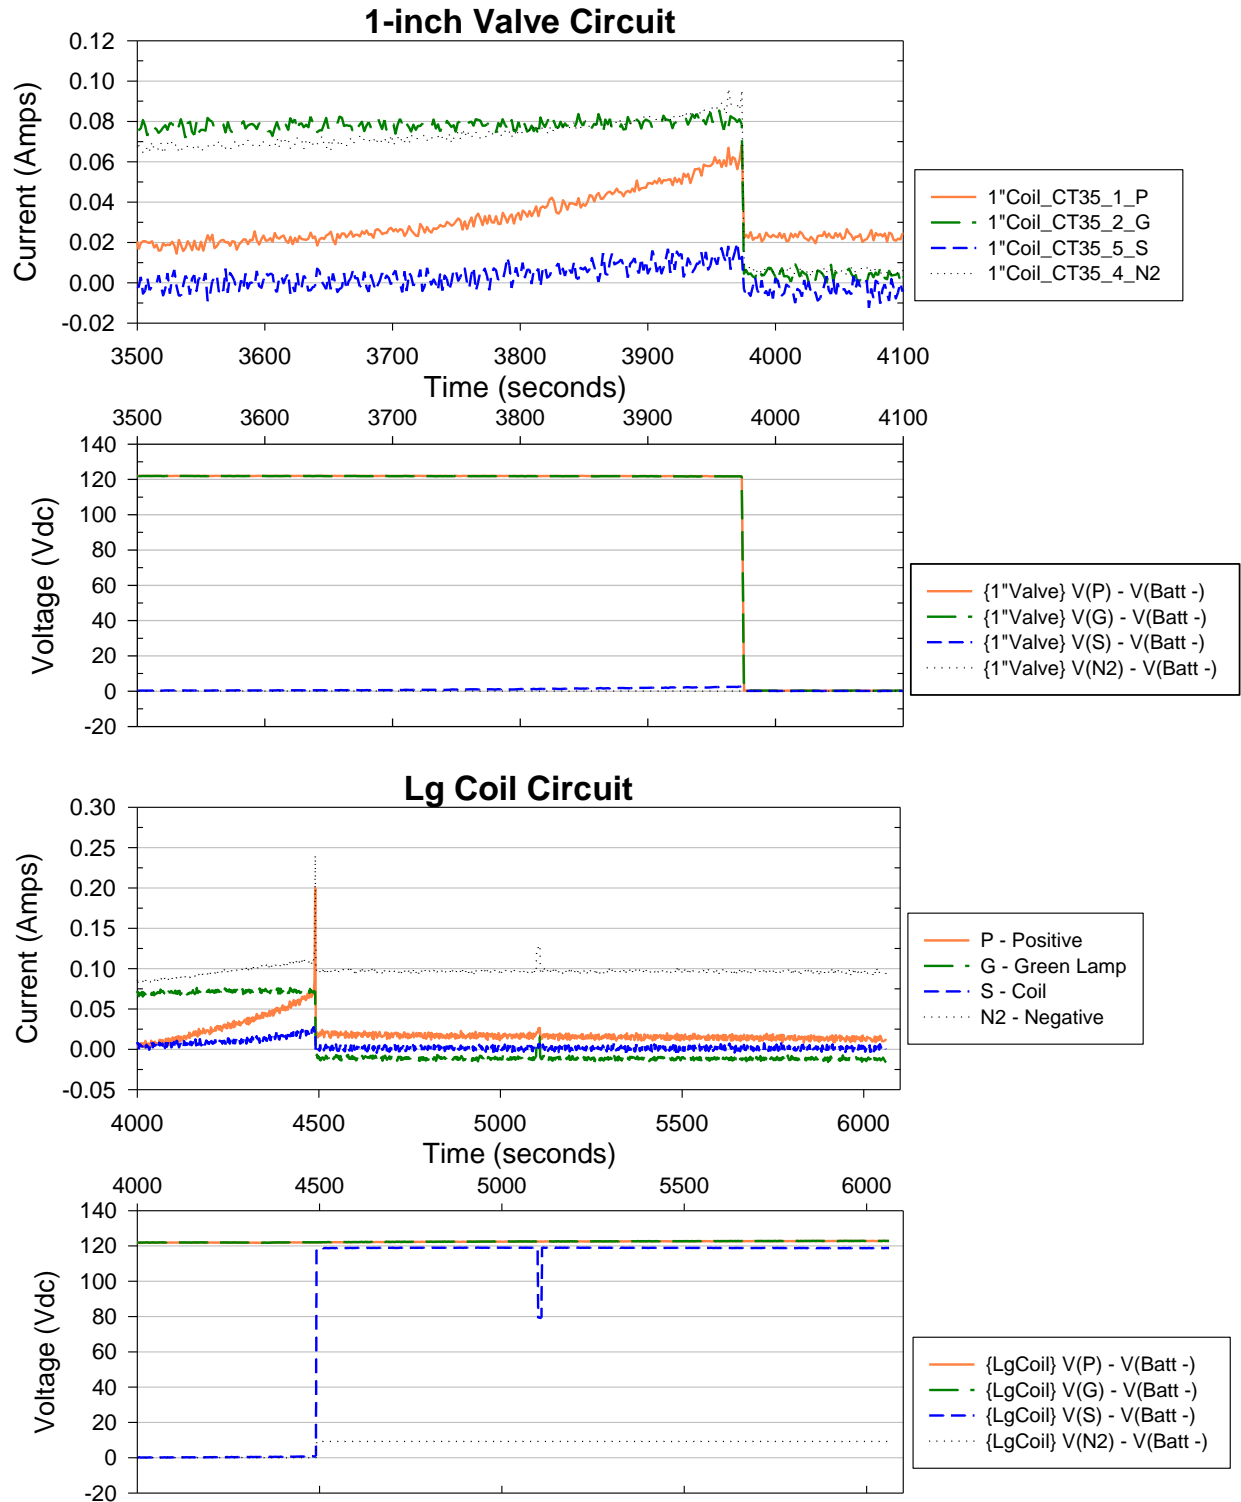 1-inch Valve Circuit
0.12
0.10
0.08
0.06
0.04
0.02
0.00
-0.02
Current (Amps)
3500 3600 3700 3800 3900 4000 4100
Time (seconds)
1"Coil_CT35_1_P
1"Coil_CT35_2_G
1"Coil_CT35_5_S
1"Coil_CT35_4_N2
3500 3600 3700 3800 3900 4000 4100
140
120
100
80
60
40
20
0
-20
Voltage (Vdc)
{1"Valve} V(P) - V(Batt -)
{1"Valve} V(G) - V(Batt -)
{1"Valve} V(S) - V(Batt -)
{1"Valve} V(N2) - V(Batt -)
Lg Coil Circuit
0.30
0.25
0.20
0.15
0.10
0.05
0.00
-0.05
Current (Amps)
4000 4500 5000 5500 6000
Time (seconds)
P - Positive
G - Green Lamp
S - Coil
N2 - Negative
4000 4500 5000 5500 6000
140
120
100
80
60
40
20
0
-20
Voltage (Vdc)
{LgCoil} V(P) - V(Batt -)
{LgCoil} V(G) - V(Batt -)
{LgCoil} V(S) - V(Batt -)
{LgCoil} V(N2) - V(Batt -)